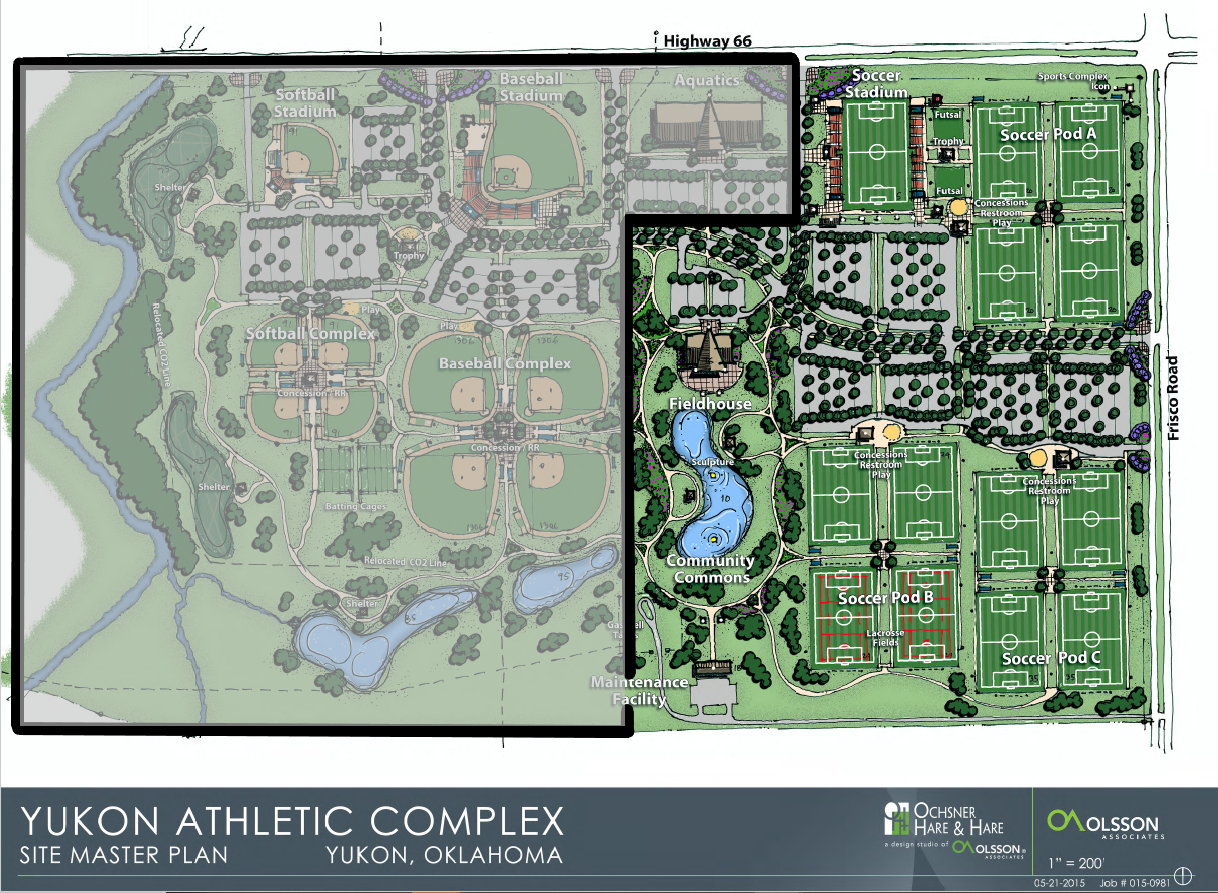 Highway 66
Softball
Stadium
Baseball
Stadium
Aquatics
Soccer
Stadium
Sports Complex
Icon
Futsal
Soccer Pod A
Trophy
Shelter
Futsal
Concessions
Restroom
Play
Trophy
Relocated CO2 Line
Play
Play
Softball Complex
1306
1306
Baseball Complex
Concession / RR
Fieldhouse
Frisco Road
Concession / RR
Sculpture
Concessions
Restroom
Play
Concessions
Restroom
Play
Shelter
10
Batting Cages
Relocated CO2 Line
Community
Commons
95
Shelter
Soccer Pod B
Lacrosse
Fields
Soccer Pod C
Maintenance
Facility
YUKON ATHLETIC COMPLEX
SITE MASTER PLAN
YUKON, OKLAHOMA
OCHSNER
HARE & HARE
a design studio of OLSSON®
ASSOCIATES
OLSSON
ASSOCIATES
1" = 200'
05-21-2015 Job # 015-0981